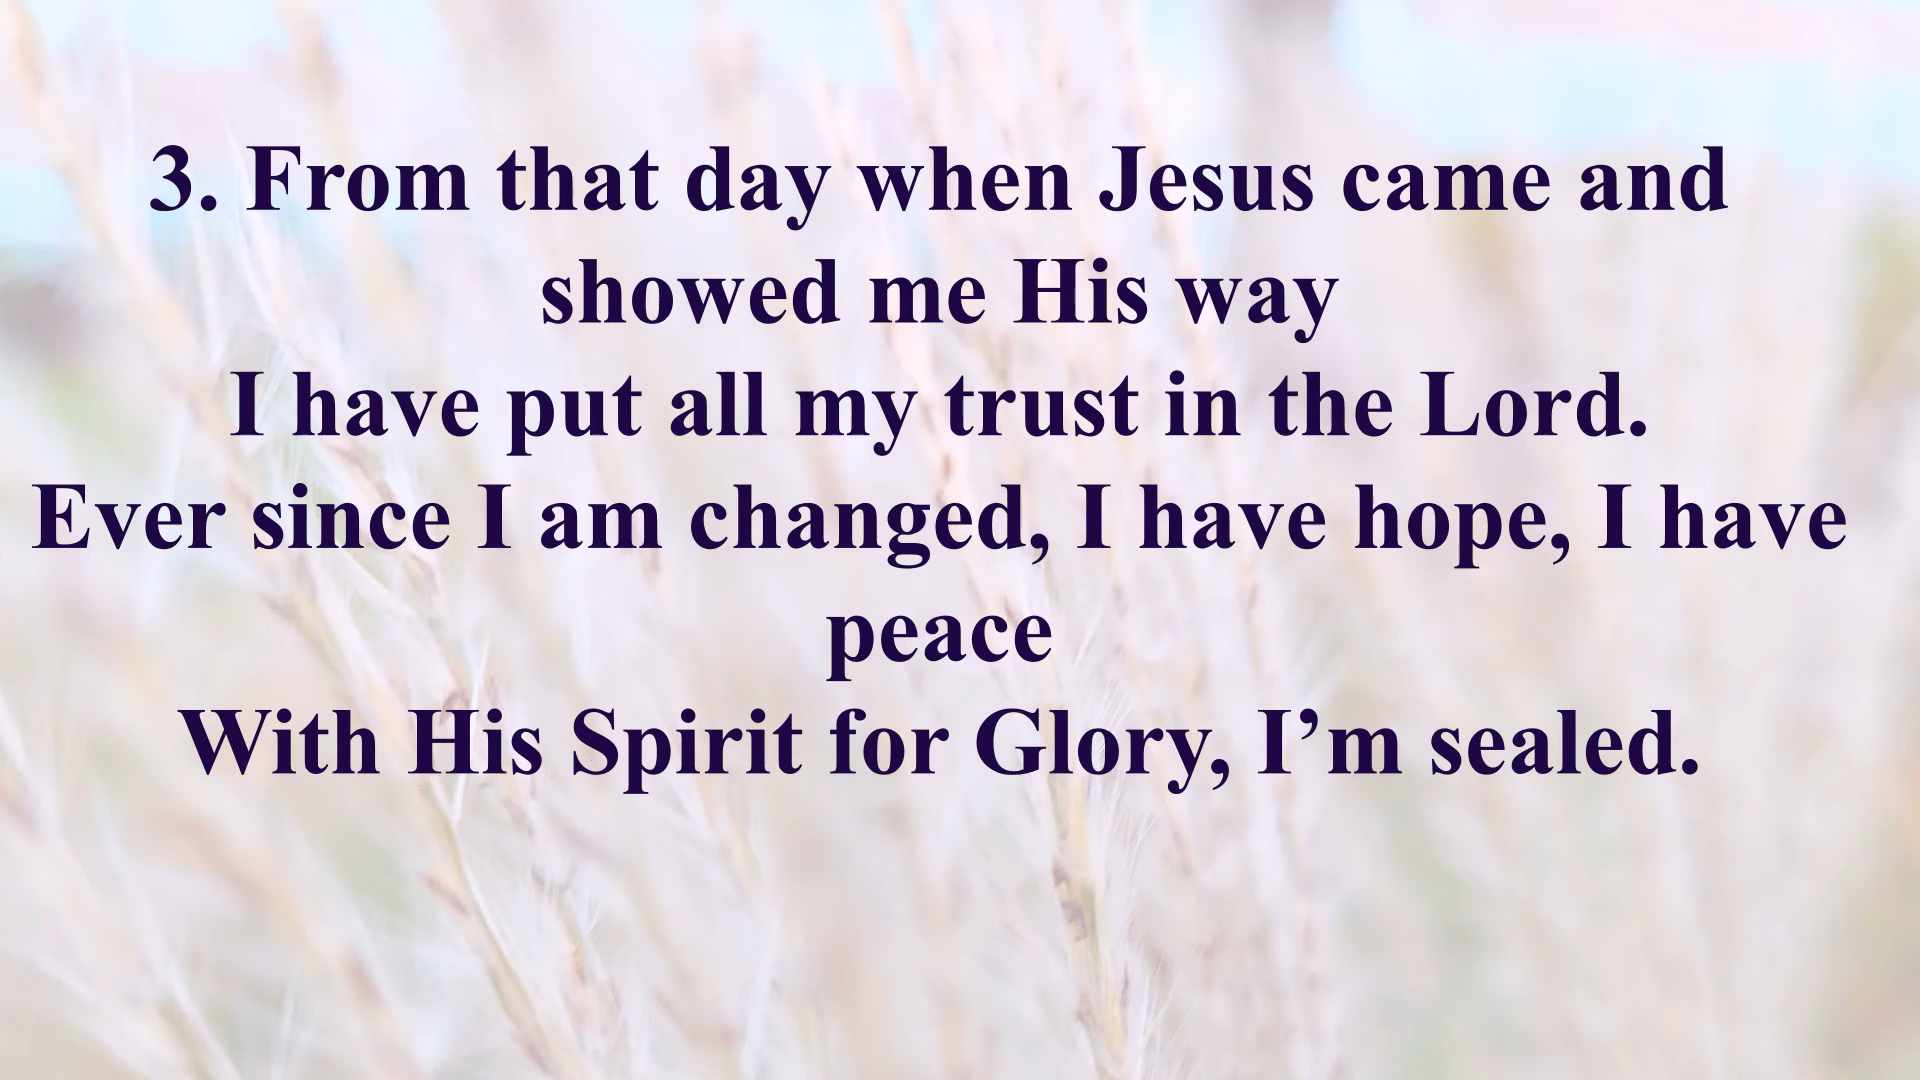 3. From that day when Jesus came and
showed me His way
I have put all my trust in the Lord.
Ever since I am changed, I have hope, I have
peace
With His Spirit for Glory, I’m sealed.